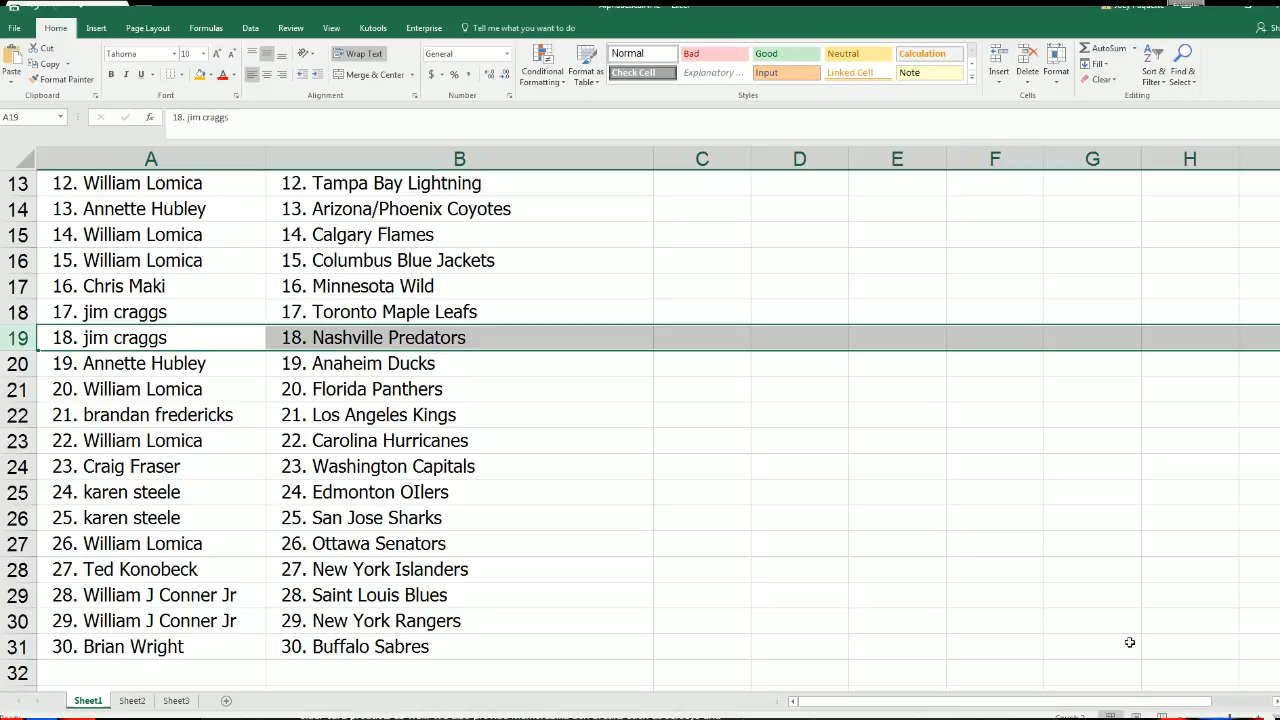 File Home Insert Page Layout Formulas Data Review View Kutools Enterprise Tell me what you want to do
Cut
Copy
Format Painter
Paste
Clipboard
Tahoma 10
Font
Wrap Text
Merge & Center
Alignment
General
Number
Conditional Formatting
Format as Table
Normal Bad Good Neutral Calculation
Check Cell Explanatory ... Input Linked Cell Note
Styles
Insert Delete Format
Cells
AutoSum
Fill
Clear
Sort & Filter
Find & Select
Editing
A19 fx 18. jim craggs
A B C D E F G H
13 12. William Lomica 12. Tampa Bay Lightning
14 13. Annette Hubley 13. Arizona/Phoenix Coyotes
15 14. William Lomica 14. Calgary Flames
16 15. William Lomica 15. Columbus Blue Jackets
17 16. Chris Maki 16. Minnesota Wild
18 17. jim craggs 17. Toronto Maple Leafs
19 18. jim craggs 18. Nashville Predators
20 19. Annette Hubley 19. Anaheim Ducks
21 20. William Lomica 20. Florida Panthers
22 21. brandan fredericks 21. Los Angeles Kings
23 22. William Lomica 22. Carolina Hurricanes
24 23. Craig Fraser 23. Washington Capitals
25 24. karen steele 24. Edmonton OIlers
26 25. karen steele 25. San Jose Sharks
27 26. William Lomica 26. Ottawa Senators
28 27. Ted Konobeck 27. New York Islanders
29 28. William J Conner Jr 28. Saint Louis Blues
30 29. William J Conner Jr 29. New York Rangers
31 30. Brian Wright 30. Buffalo Sabres
32
Sheet1 Sheet2 Sheet3